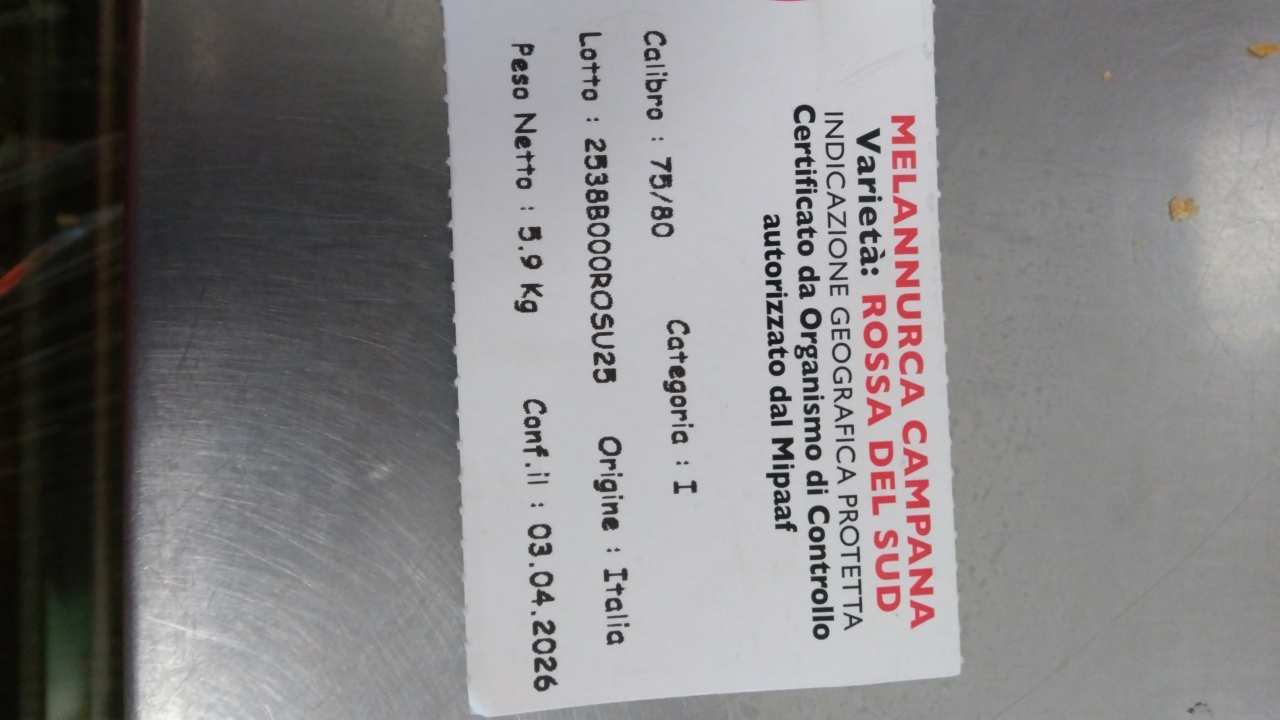 MELANNURCA CAMPANA
Varietà: ROSSA DEL SUD
INDICAZIONE GEOGRAFICA PROTETTA
Certificato da Organismo di Controllo
autorizzato dal Mipaaf
Calibro : 75/80 Categoria : I
Lotto : 2538B000ROSU25 Origine : Italia
Peso Netto : 5.9 Kg Conf.il : 03.04.2026